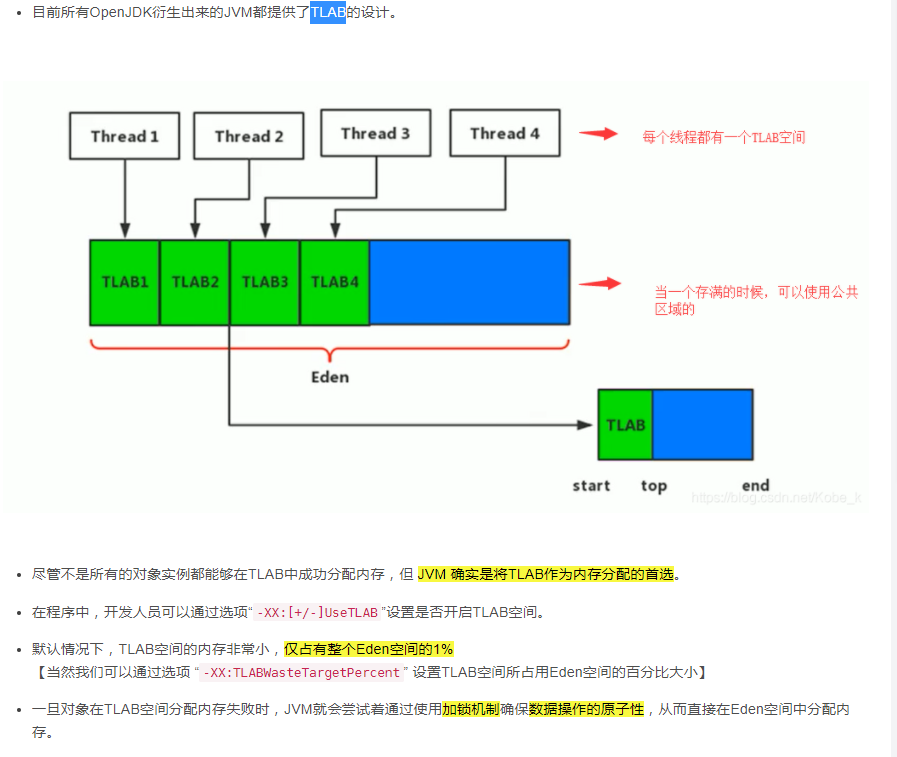 目前所有OpenJDK衍生出来的JVM都提供了TLAB的设计。
Thread 1
Thread 2
Thread 3
Thread 4
每个线程都有一个TLAB空间
TLAB1
TLAB2
TLAB3
TLAB4
当一个存满的时候，可以使用公共
区域的
Eden
TLAB
start
top
end
https://blog.csdn.net/Kobe_k
尽管不是所有的对象实例都能够在TLAB中成功分配内存，但 JVM 确实是将TLAB作为内存分配的首选。
在程序中，开发人员可以通过选项“-XX:[+/-]UseTLAB”设置是否开启TLAB空间。
默认情况下，TLAB空间的内存非常小，仅占有整个Eden空间的1%
【当然我们可以通过选项 “-XX:TLABWasteTargetPercent” 设置TLAB空间所占用Eden空间的百分比大小】
一旦对象在TLAB空间分配内存失败时，JVM就会尝试着通过使用加锁机制确保数据操作的原子性，从而直接在Eden空间中分配内
存。